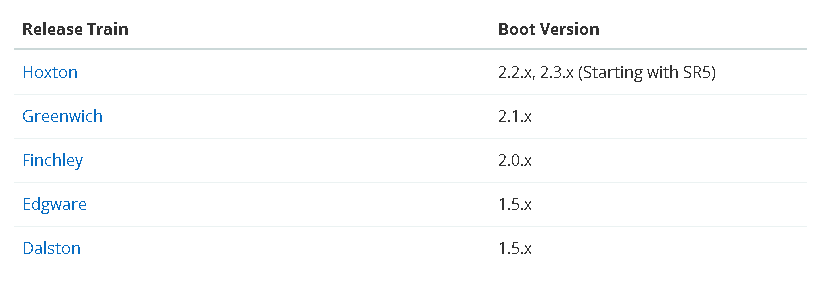 Release Train Boot Version
Hoxton 2.2.x, 2.3.x (Starting with SR5)
Greenwich 2.1.x
Finchley 2.0.x
Edgware 1.5.x
Dalston 1.5.x